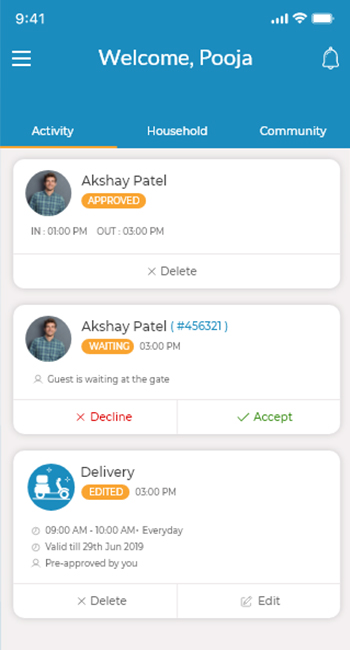 9:41
Welcome, Pooja
Activity Household Community
Akshay Patel
APPROVED
IN : 01:00 PM OUT : 03:00 PM
Delete
Akshay Patel ( #456321 )
WAITING 03:00 PM
Guest is waiting at the gate
Decline Accept
Delivery
EDITED 03:00 PM
09:00 AM - 10:00 AM• Everyday
Valid till 29th Jun 2019
Pre-approved by you
Delete Edit